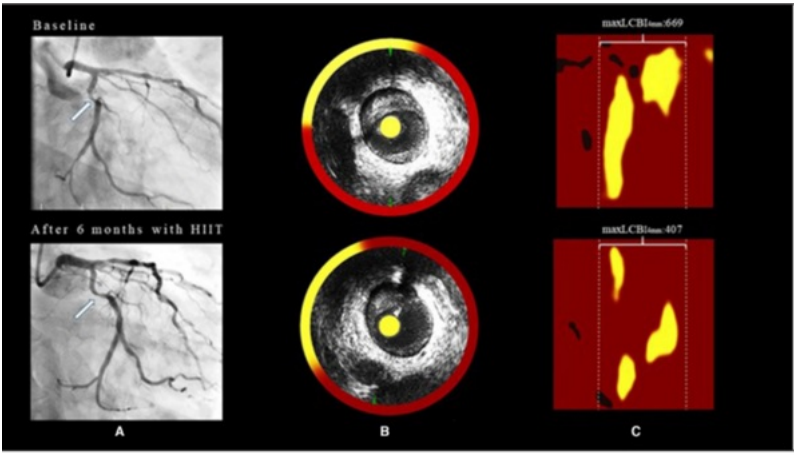 Baseline
maxLCBI4mm:669
After 6 months with HIIT
maxLCBI4mm:407
A
B
C